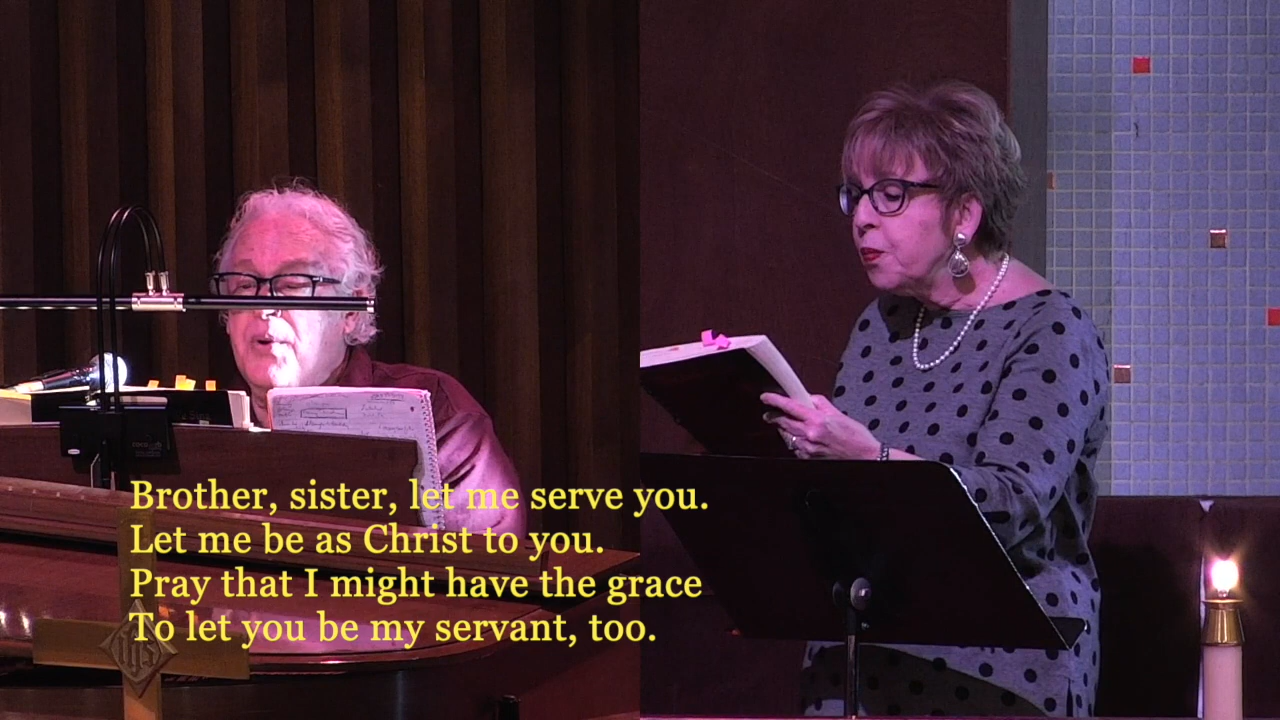 Brother, sister, let me serve you.
Let me be as Christ to you.
Pray that I might have the grace
To let you be my servant, too.
IHS